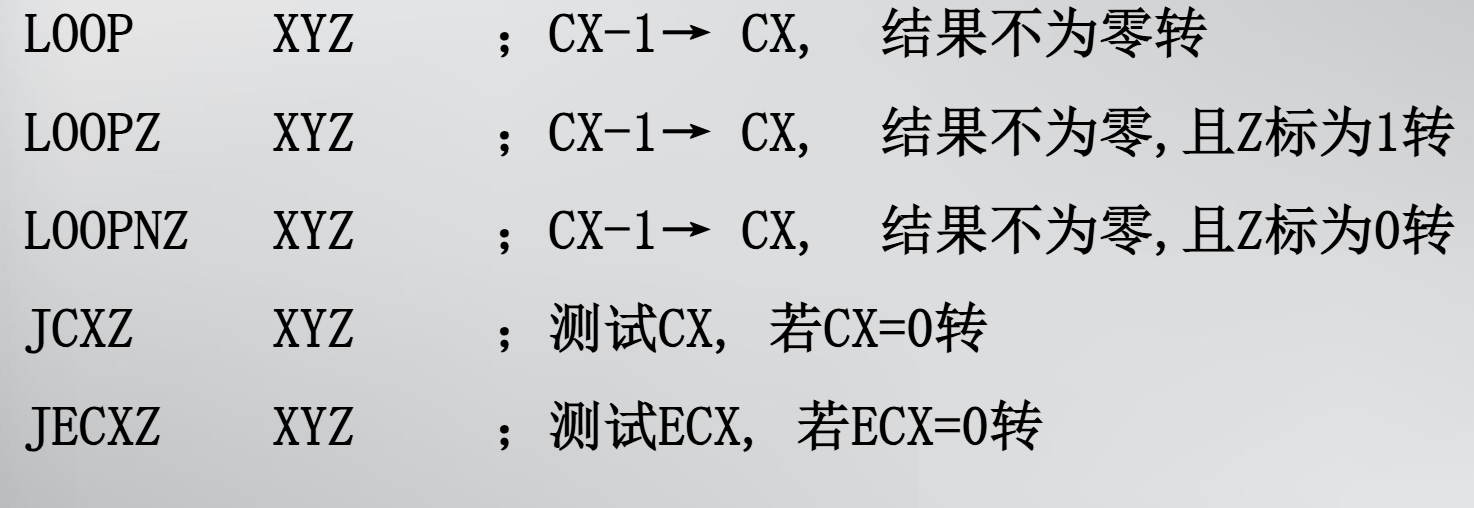 LOOP XYZ ；CX-1→ CX, 结果不为零转
LOOPZ XYZ ；CX-1→ CX, 结果不为零,且Z标为1转
LOOPNZ XYZ ；CX-1→ CX, 结果不为零,且Z标为0转
JCXZ XYZ ；测试CX, 若CX=0转
JECXZ XYZ ；测试ECX, 若ECX=0转